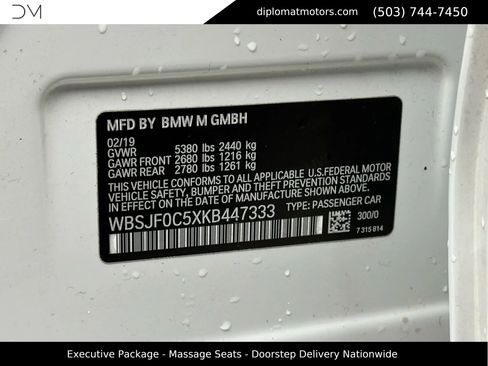 DM
diplomatmotors.com (503) 744-7450
MFD BY BMW M GMBH
02/19
GVWR 5380 lbs 2440 kg
GAWR FRONT 2680 lbs 1216 kg
GAWR REAR 2780 lbs 1261 kg
THIS VEHICLE CONFORMS TO ALL APPLICABLE U.S.FEDERAL MOTOR
VEHICLE SAFETY, BUMPER, AND THEFT PREVENTION STANDARDS
IN EFFECT ON THE DATE OF MANUFACTURE SHOWN ABOVE.
WBSJF0C5XKB447333 TYPE: PASSENGER CAR
300/0
7 315 814
Executive Package - Massage Seats - Doorstep Delivery Nationwide